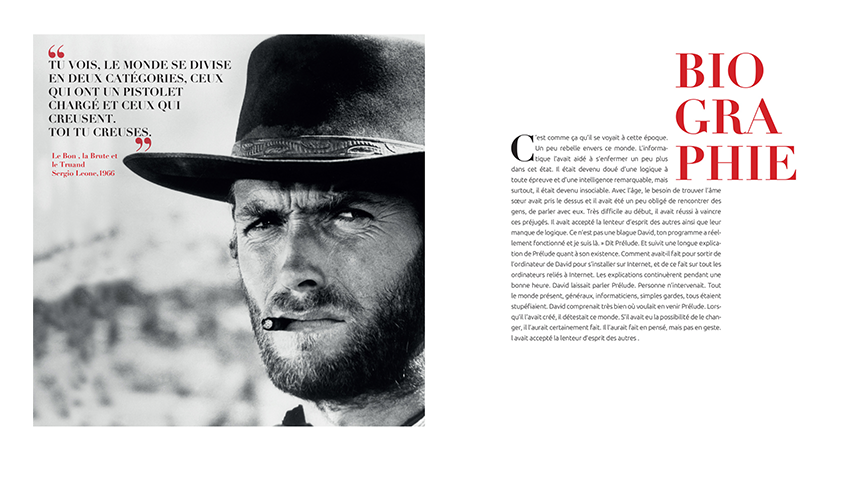 “
TU VOIS, LE MONDE SE DIVISE
EN DEUX CATÉGORIES, CEUX
QUI ONT UN PISTOLET
CHARGÉ ET CEUX QUI
CREUSENT.
TOI TU CREUSES.
”
Le Bon , la Brute et
le Truand
Sergio Leone,1966
BIO
GRA
PHIE
C'est comme ça qu'il se voyait à cette époque.
Un peu rebelle envers ce monde. L'informa-
tique l'avait aidé à s'enfermer un peu plus
dans cet état. Il était devenu doué d'une logique à
toute épreuve et d'une intelligence remarquable, mais
surtout, il était devenu insociable. Avec l'âge, le besoin de trouver l'âme
sœur avait pris le dessus et il avait été un peu obligé de rencontrer des
gens, de parler avec eux. Très difficile au début, il avait réussi à vaincre
ces préjugés. Il avait accepté la lenteur d'esprit des autres ainsi que leur
manque de logique. Ce n'est pas une blague David, ton programme a réel-
lement fonctionné et je suis là. » Dit Prélude. Et suivit une longue explica-
tion de Prélude quant à son existence. Comment avait-il fait pour sortir de
l'ordinateur de David pour s'installer sur Internet, et de ce fait sur tout les
ordinateurs reliés à Internet. Les explications continuèrent pendant une
bonne heure. David laissait parler Prélude. Personne n'intervenait. Tout
le monde présent, généraux, informaticiens, simples gardes, tous étaient
stupéfiaient. David comprenait très bien où voulait en venir Prélude. Lors-
qu'il l'avait créé, il détestait ce monde. S'il avait eu la possibilité de le chan-
ger, il l'aurait certainement fait. Il l'aurait fait en pensé, mais pas en geste.
l avait accepté la lenteur d'esprit des autres .